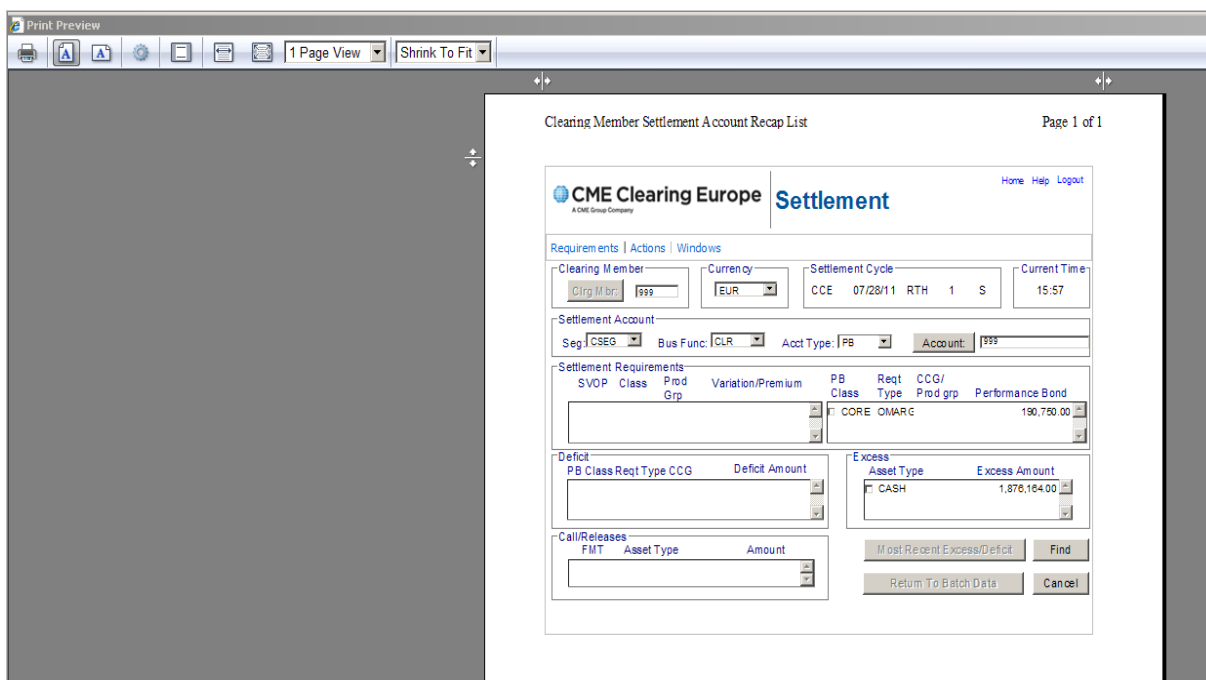 Print Preview
1 Page View Shrink To Fit
Clearing Member Settlement Account Recap List Page 1 of 1
CME Clearing Europe Settlement Home Help Logout
A CME Group Company
Requirements | Actions | Windows
Clearing Member Currency Settlement Cycle Current Time
Clrg Mbr: 999 EUR CCE 07/28/11 RTH 1 S 15:57
Settlement Account
Seg: CSEG Bus Func: CLR Acct Type: PB Account: 999
Settlement Requirements
SVOP Class Prod Grp Variation/Premium PB Class Reqt Type CCG/ Prod grp Performance Bond
CORE OMARG 190,750.00
Deficit Excess
PB Class Reqt Type CCG Deficit Amount Asset Type Excess Amount
CASH 1,876,164.00
Call/Releases
FMT Asset Type Amount
Most Recent Excess/Deficit Find
Return To Batch Data Cancel